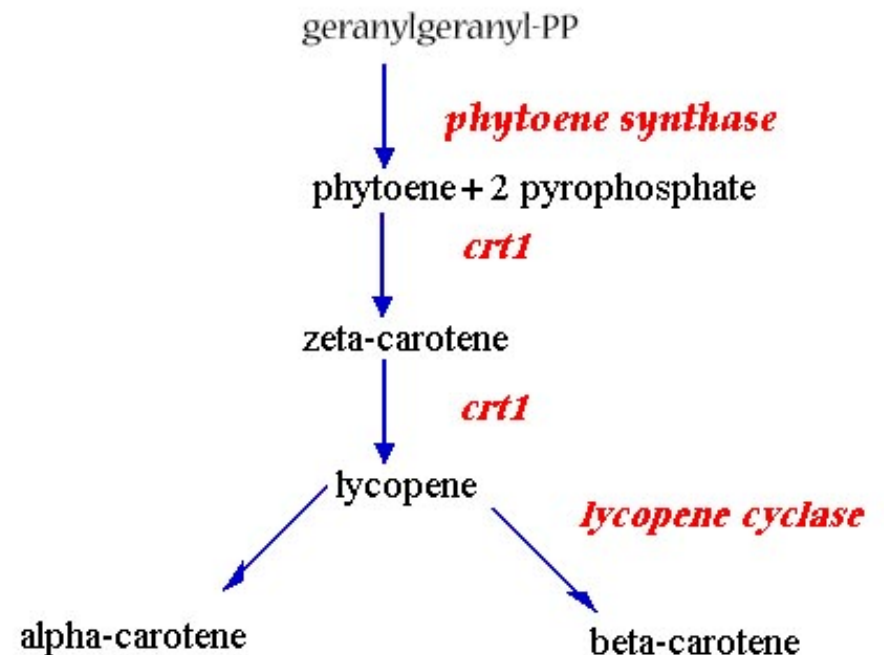 geranylgeranyl-PP
phytoene synthase
phytoene + 2 pyrophosphate
crt1
zeta-carotene
crt1
lycopene
lycopene cyclase
alpha-carotene
beta-carotene